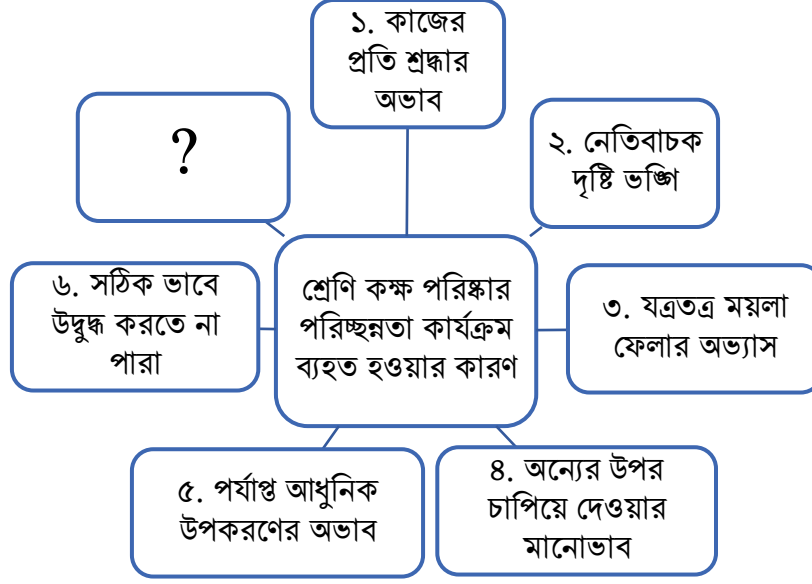 ১. কাজের
প্রতি শ্রদ্ধার
অভাব
?
২. নেতিবাচক
দৃষ্টি ভঙ্গি
৬. সঠিক ভাবে
উদ্বুদ্ধ করতে না
পারা
শ্রেণি কক্ষ পরিষ্কার
পরিচ্ছন্নতা কার্যক্রম
ব্যহত হওয়ার কারণ
৩. যত্রতত্র ময়লা
ফেলার অভ্যাস
৫. পর্যাপ্ত আধুনিক
উপকরণের অভাব
৪. অন্যের উপর
চাপিয়ে দেওয়ার
মানোভাব